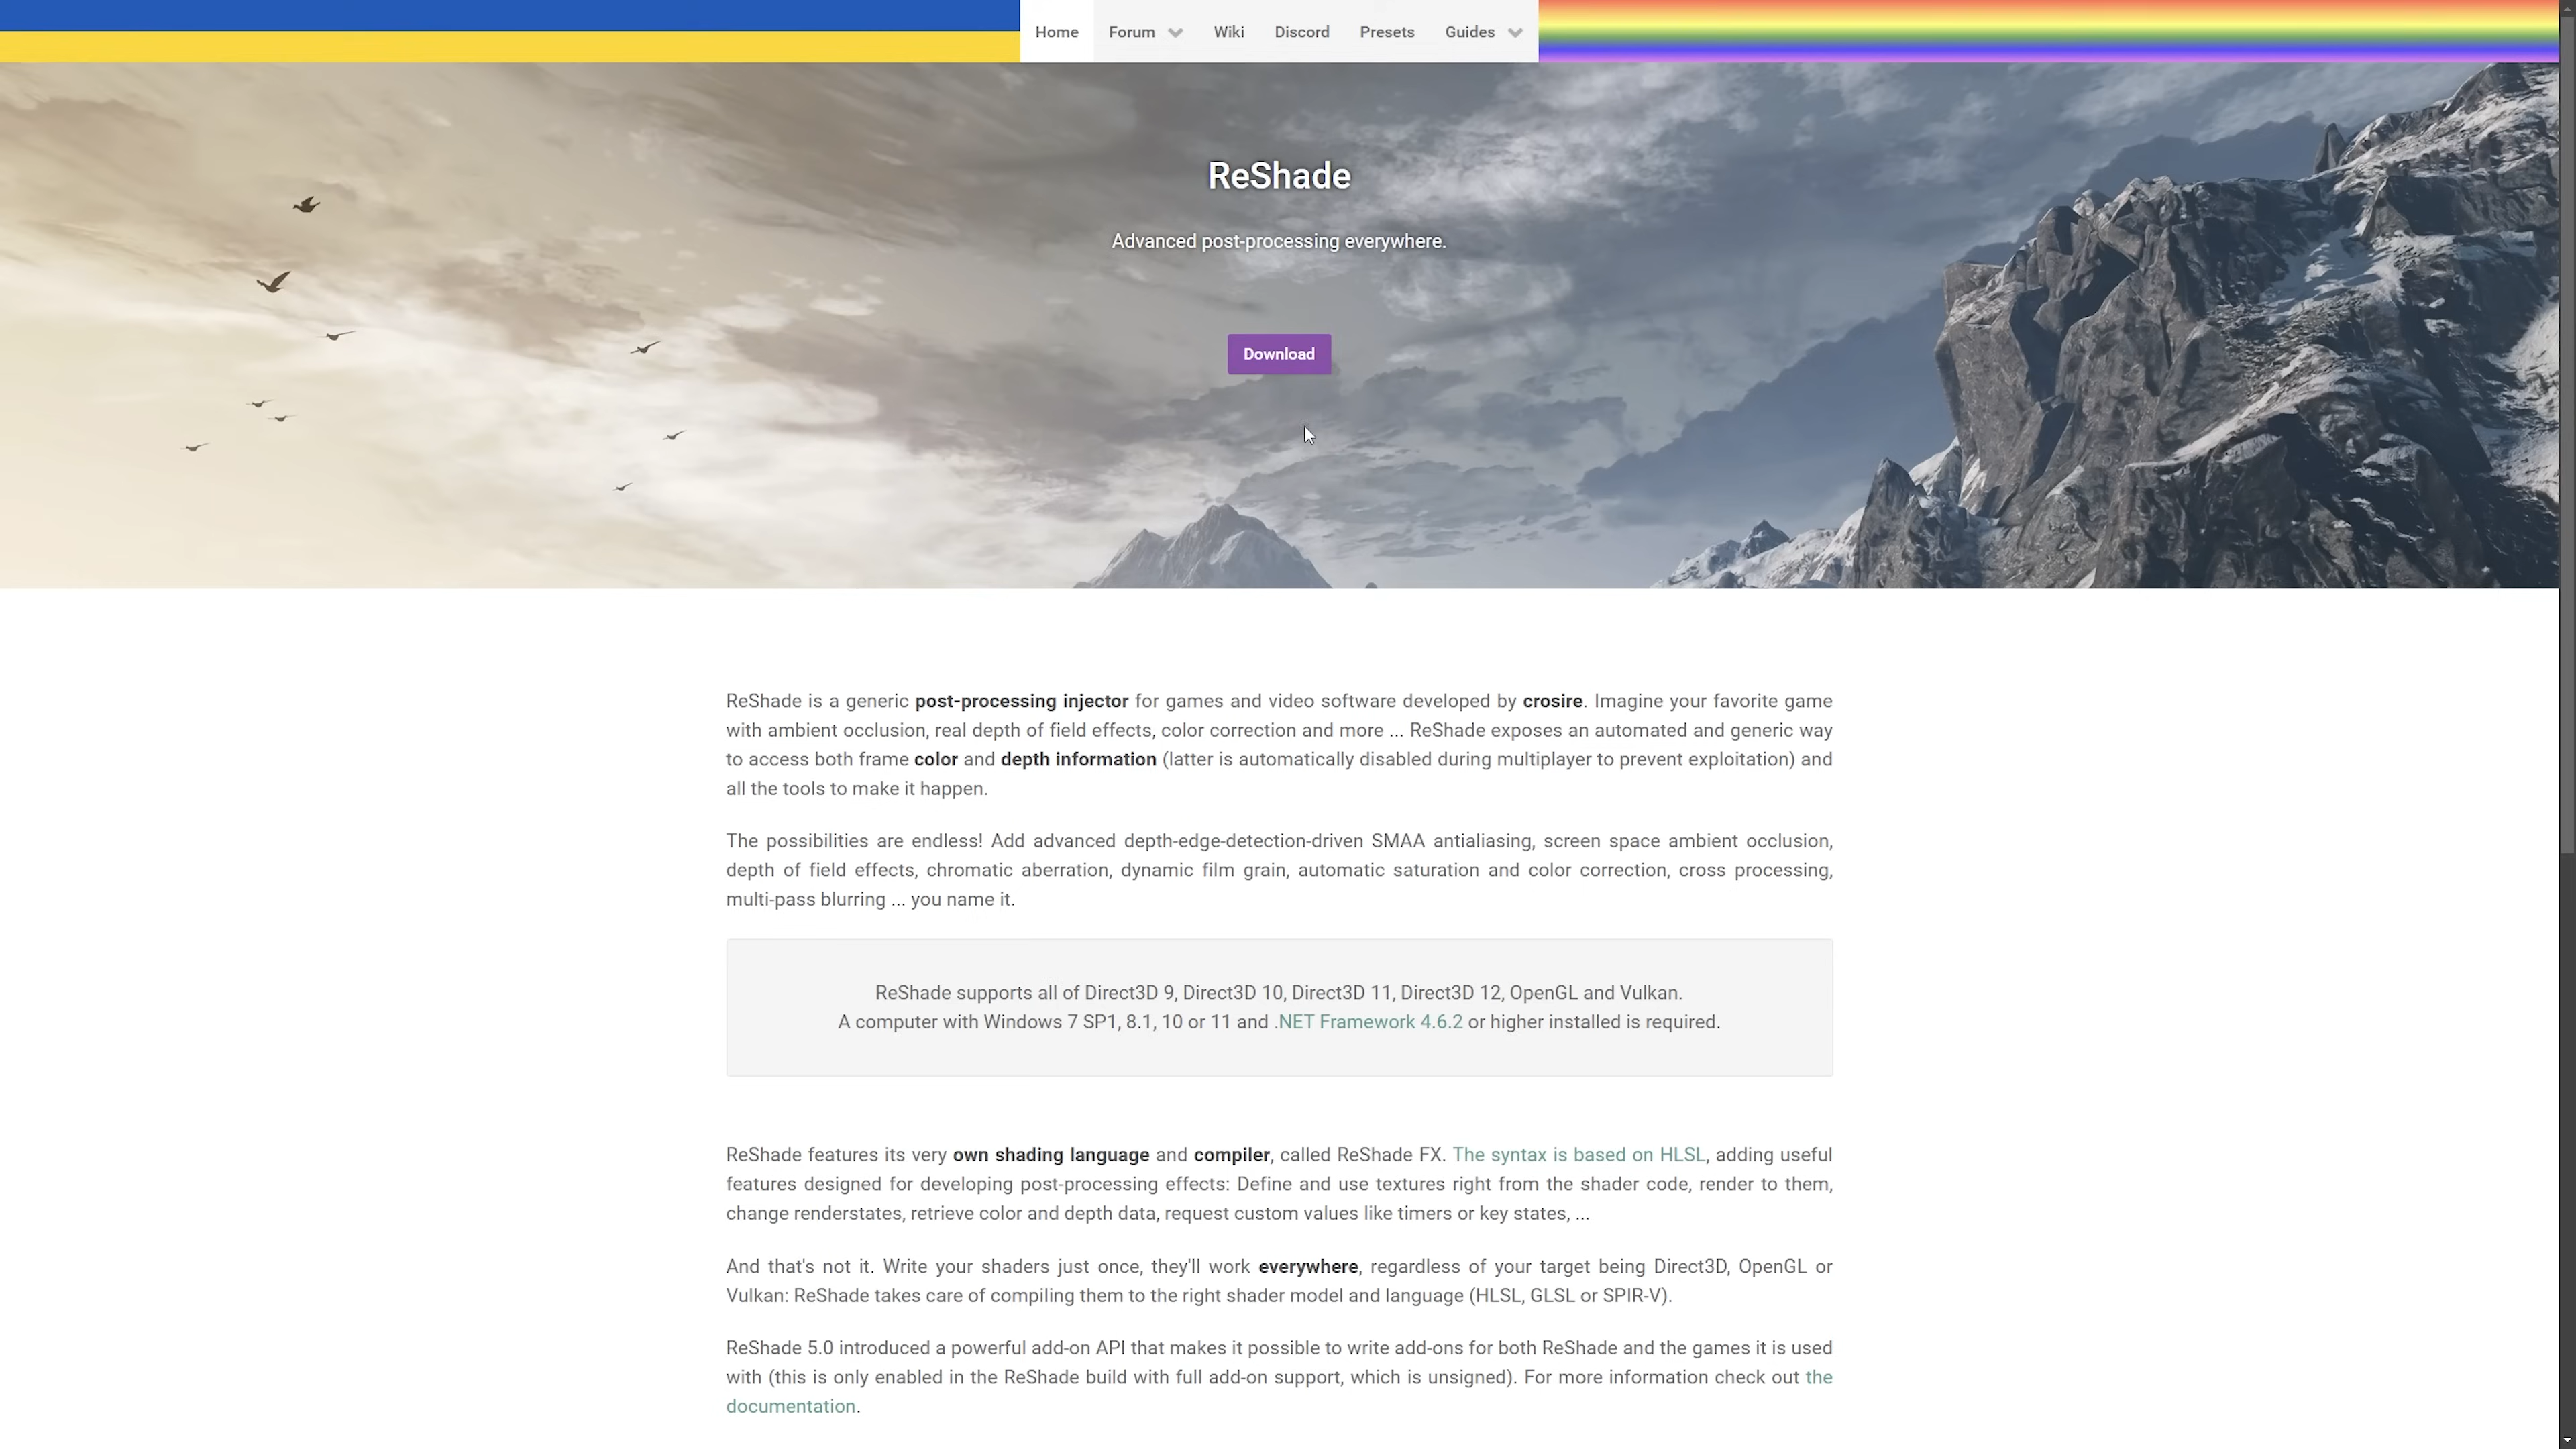 Home Forum Wiki Discord Presets Guides
ReShade
Advanced post-processing everywhere.
Download
ReShade is a generic post-processing injector for games and video software developed by crosire. Imagine your favorite game
with ambient occlusion, real depth of field effects, color correction and more ... ReShade exposes an automated and generic way
to access both frame color and depth information (latter is automatically disabled during multiplayer to prevent exploitation) and
all the tools to make it happen.
The possibilities are endless! Add advanced depth-edge-detection-driven SMAA antialiasing, screen space ambient occlusion,
depth of field effects, chromatic aberration, dynamic film grain, automatic saturation and color correction, cross processing,
multi-pass blurring ... you name it.
ReShade supports all of Direct3D 9, Direct3D 10, Direct3D 11, Direct3D 12, OpenGL and Vulkan.
A computer with Windows 7 SP1, 8.1, 10 or 11 and .NET Framework 4.6.2 or higher installed is required.
ReShade features its very own shading language and compiler, called ReShade FX. The syntax is based on HLSL, adding useful
features designed for developing post-processing effects: Define and use textures right from the shader code, render to them,
change renderstates, retrieve color and depth data, request custom values like timers or key states, ...
And that's not it. Write your shaders just once, they'll work everywhere, regardless of your target being Direct3D, OpenGL or
Vulkan: ReShade takes care of compiling them to the right shader model and language (HLSL, GLSL or SPIR-V).
ReShade 5.0 introduced a powerful add-on API that makes it possible to write add-ons for both ReShade and the games it is used
with (this is only enabled in the ReShade build with full add-on support, which is unsigned). For more information check out the
documentation.